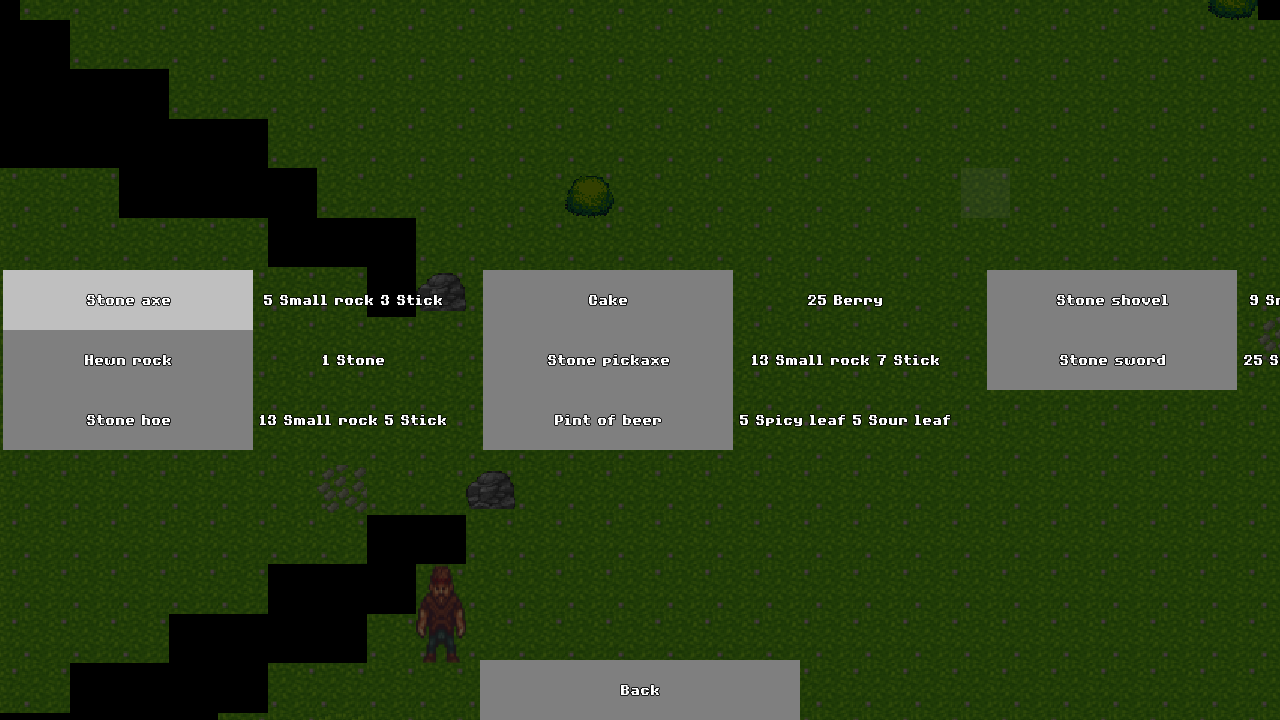 Stone axe 5 Small rock 3 Stick Cake 25 Berry Stone shovel 9
Hewn rock 1 Stone Stone pickaxe 13 Small rock 7 Stick Stone sword 25
Stone hoe 13 Small rock 5 Stick Pint of beer 5 Spicy leaf 5 Sour leaf
Back